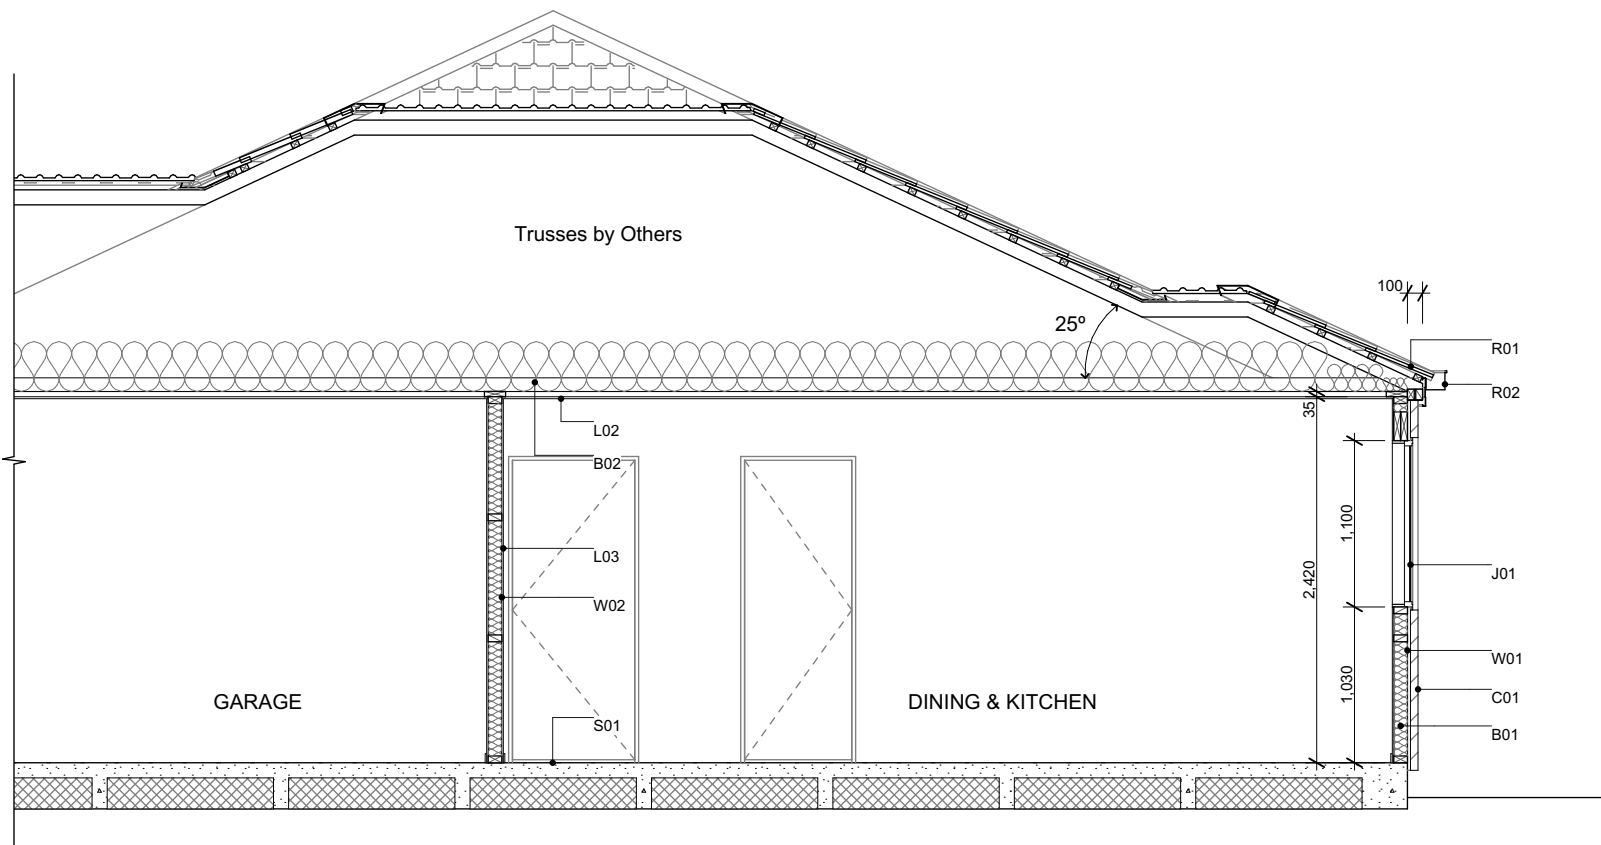 Trusses by Others
100
25º
R01
R02
35
L02
B02
1,100
L03
J01
2,420
W02
W01
1,030
C01
GARAGE
DINING & KITCHEN
S01
B01